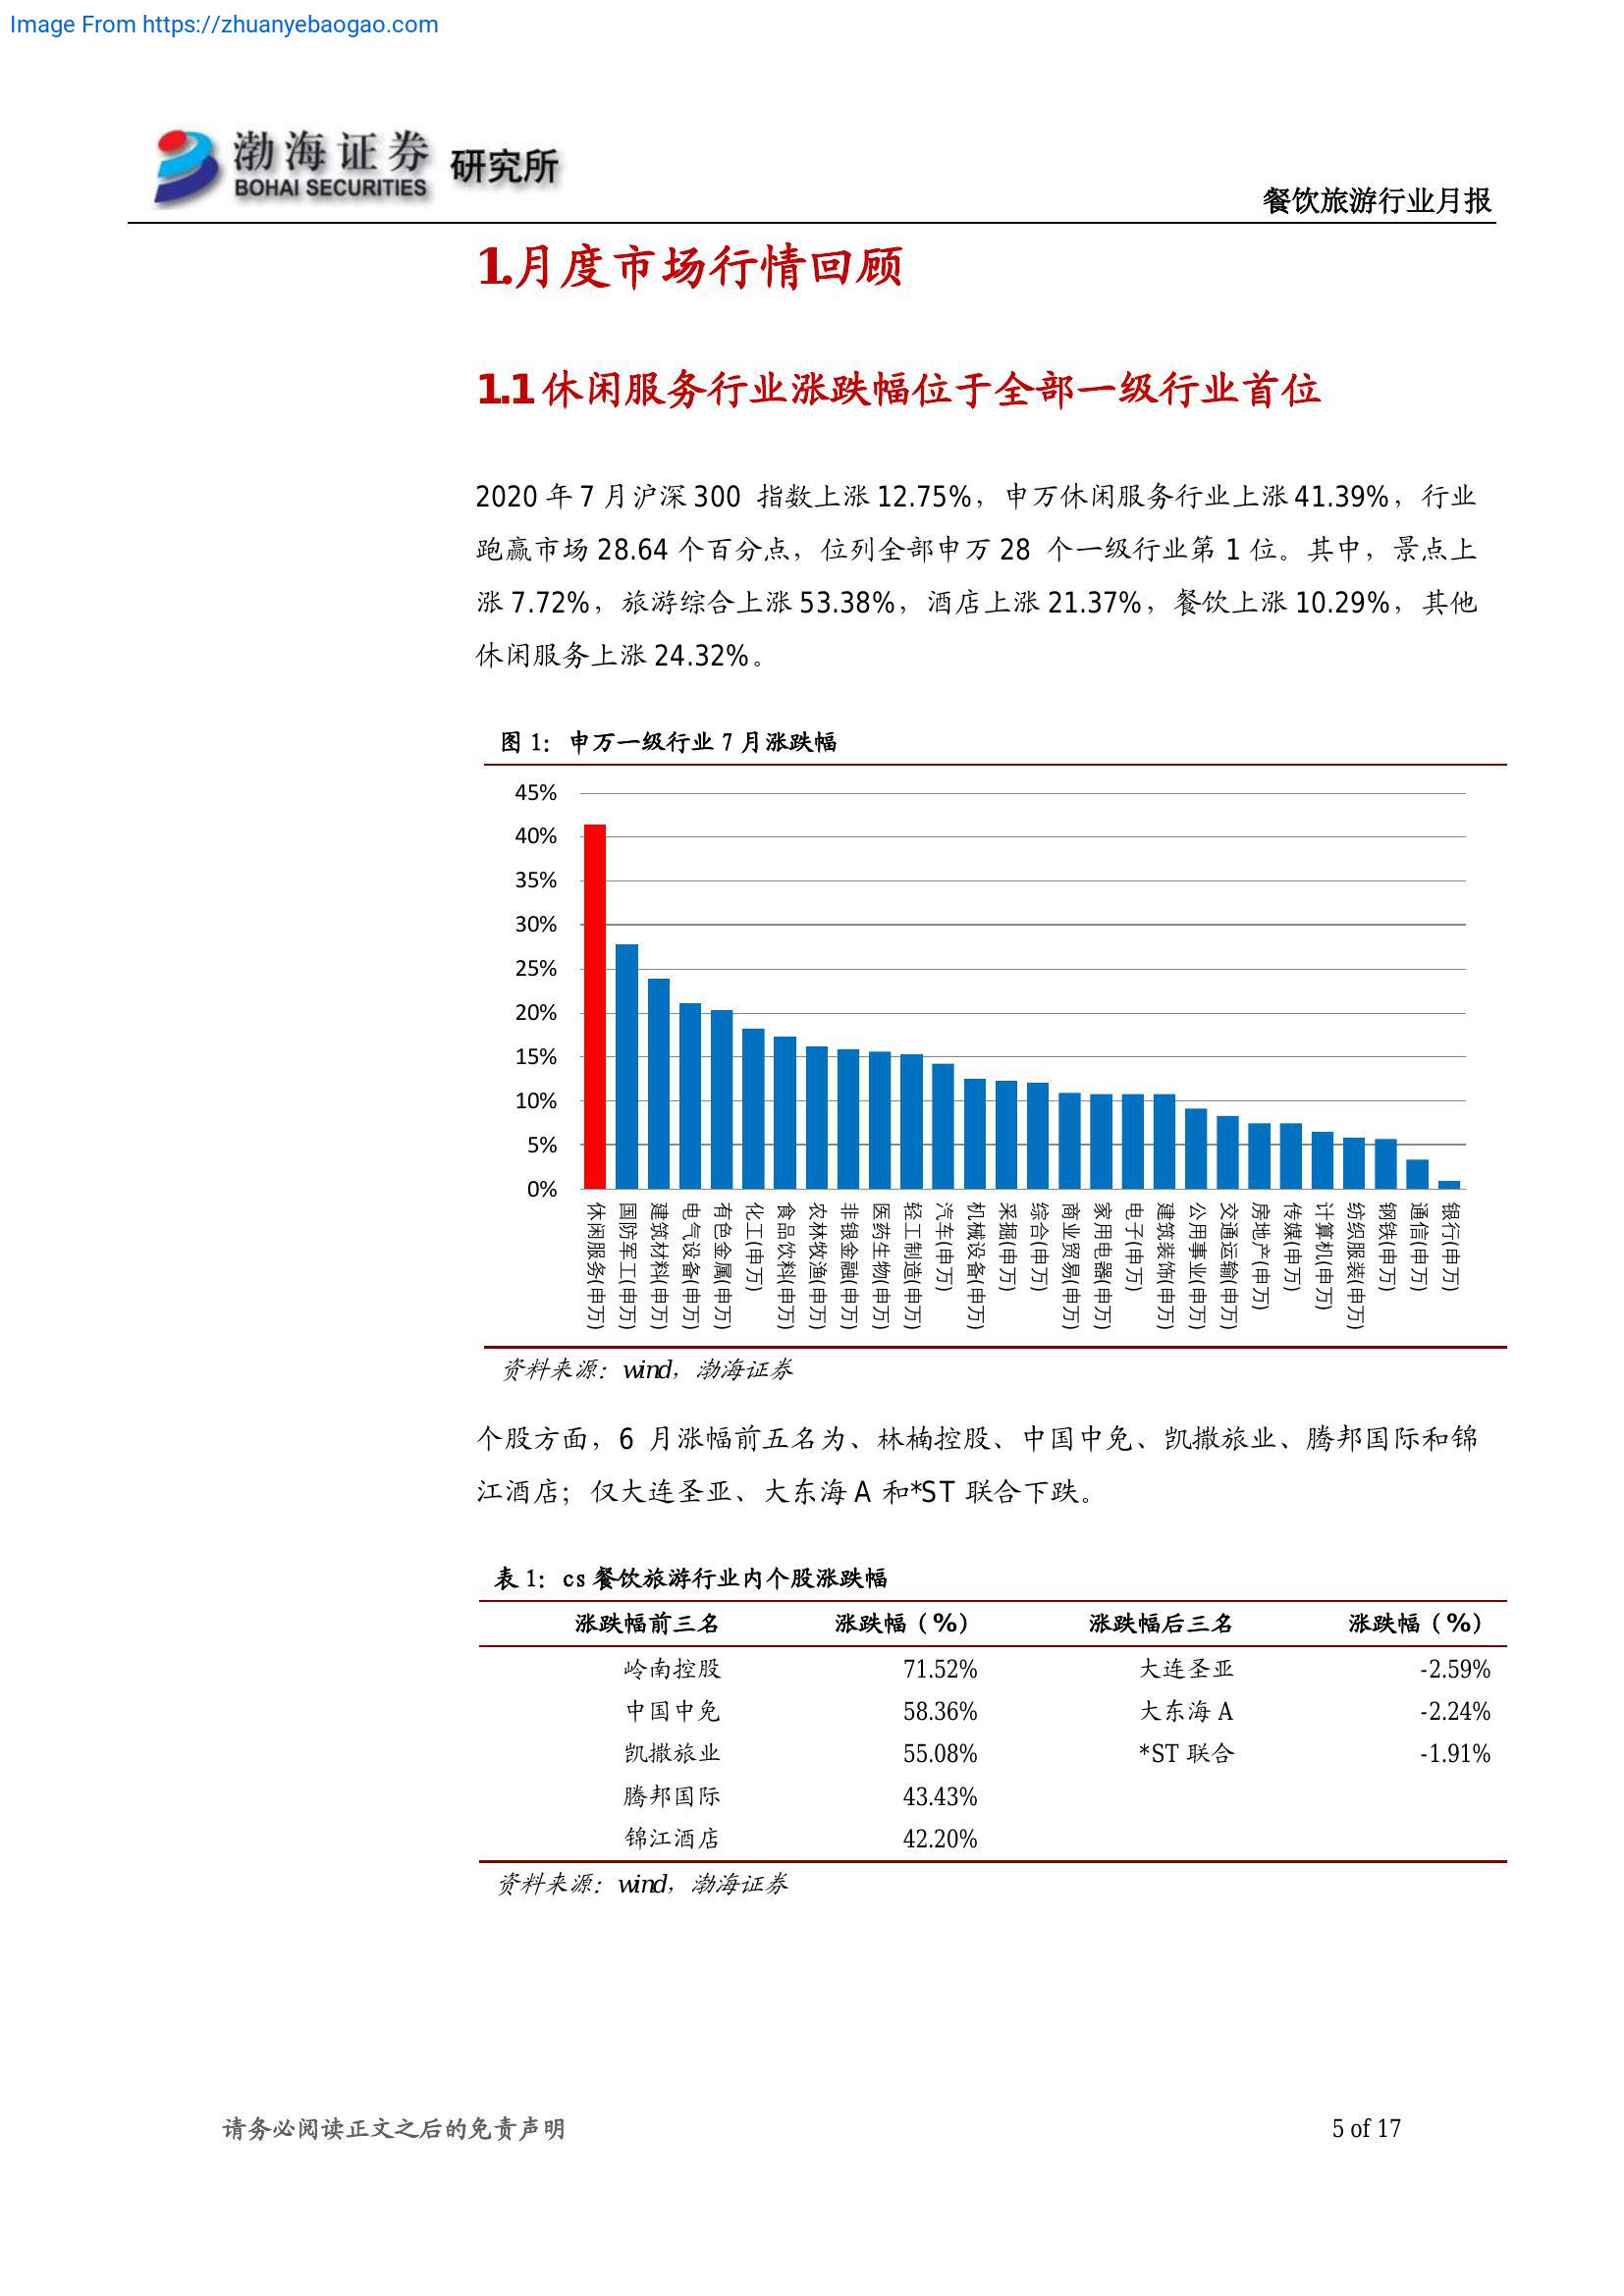 Image From https://zhuanyebaogao.com
渤海证券 研究所
BOHAI SECURITIES
餐饮旅游行业月报
1.月度市场行情回顾
1.1休闲服务行业涨跌幅位于全部一级行业首位
2020 年 7 月沪深 300 指数上涨 12.75%，申万休闲服务行业上涨 41.39%，行业
跑赢市场 28.64 个百分点，位列全部申万 28 个一级行业第 1 位。其中，景点上
涨 7.72%，旅游综合上涨 53.38%，酒店上涨 21.37%，餐饮上涨 10.29%，其他
休闲服务上涨 24.32%。
图 1：申万一级行业 7 月涨跌幅
45%
40%
35%
30%
25%
20%
15%
10%
5%
0%
休闲服务(申万)
国防军工(申万)
建筑材料(申万)
电气设备(申万)
有色金属(申万)
化工(申万)
食品饮料(申万)
农林牧渔(申万)
非银金融(申万)
医药生物(申万)
轻工制造(申万)
汽车(申万)
机械设备(申万)
采掘(申万)
综合(申万)
商业贸易(申万)
家用电器(申万)
电子(申万)
建筑装饰(申万)
公用事业(申万)
交通运输(申万)
房地产(申万)
传媒(申万)
计算机(申万)
纺织服装(申万)
钢铁(申万)
通信(申万)
银行(申万)
资料来源：wind，渤海证券
个股方面，6 月涨幅前五名为、林楠控股、中国中免、凯撒旅业、腾邦国际和锦
江酒店；仅大连圣亚、大东海 A 和*ST 联合下跌。
表 1：cs 餐饮旅游行业内个股涨跌幅
涨跌幅前三名 涨跌幅（%） 涨跌幅后三名 涨跌幅（%）
岭南控股 71.52% 大连圣亚 -2.59%
中国中免 58.36% 大东海 A -2.24%
凯撒旅业 55.08% *ST 联合 -1.91%
腾邦国际 43.43%
锦江酒店 42.20%
资料来源：wind，渤海证券
请务必阅读正文之后的免责声明 5 of 17